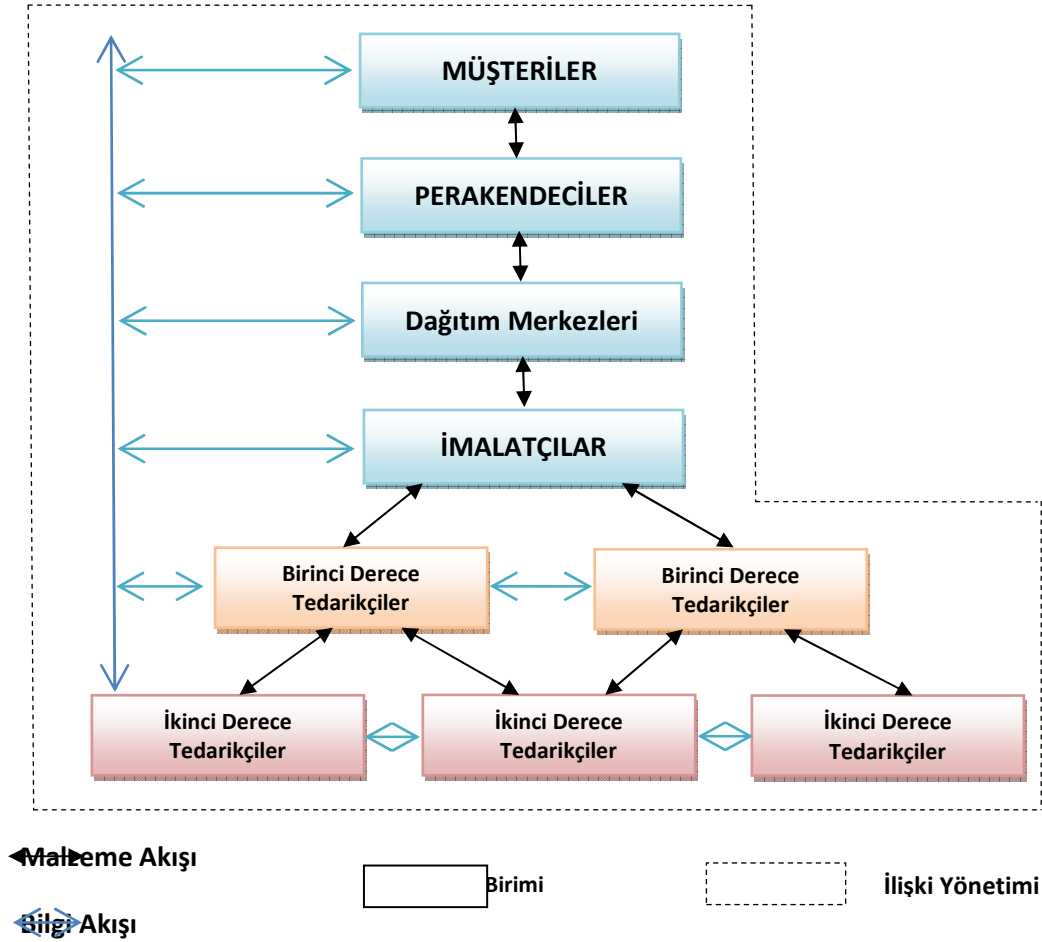 MÜŞTERİLER
PERAKENDECİLER
Dağıtım Merkezleri
İMALATÇILAR
Birinci Derece
Tedarikçiler
Birinci Derece
Tedarikçiler
İkinci Derece
Tedarikçiler
İkinci Derece
Tedarikçiler
İkinci Derece
Tedarikçiler
Malzeme Akışı
Birimi
İlişki Yönetimi
Bilgi Akışı